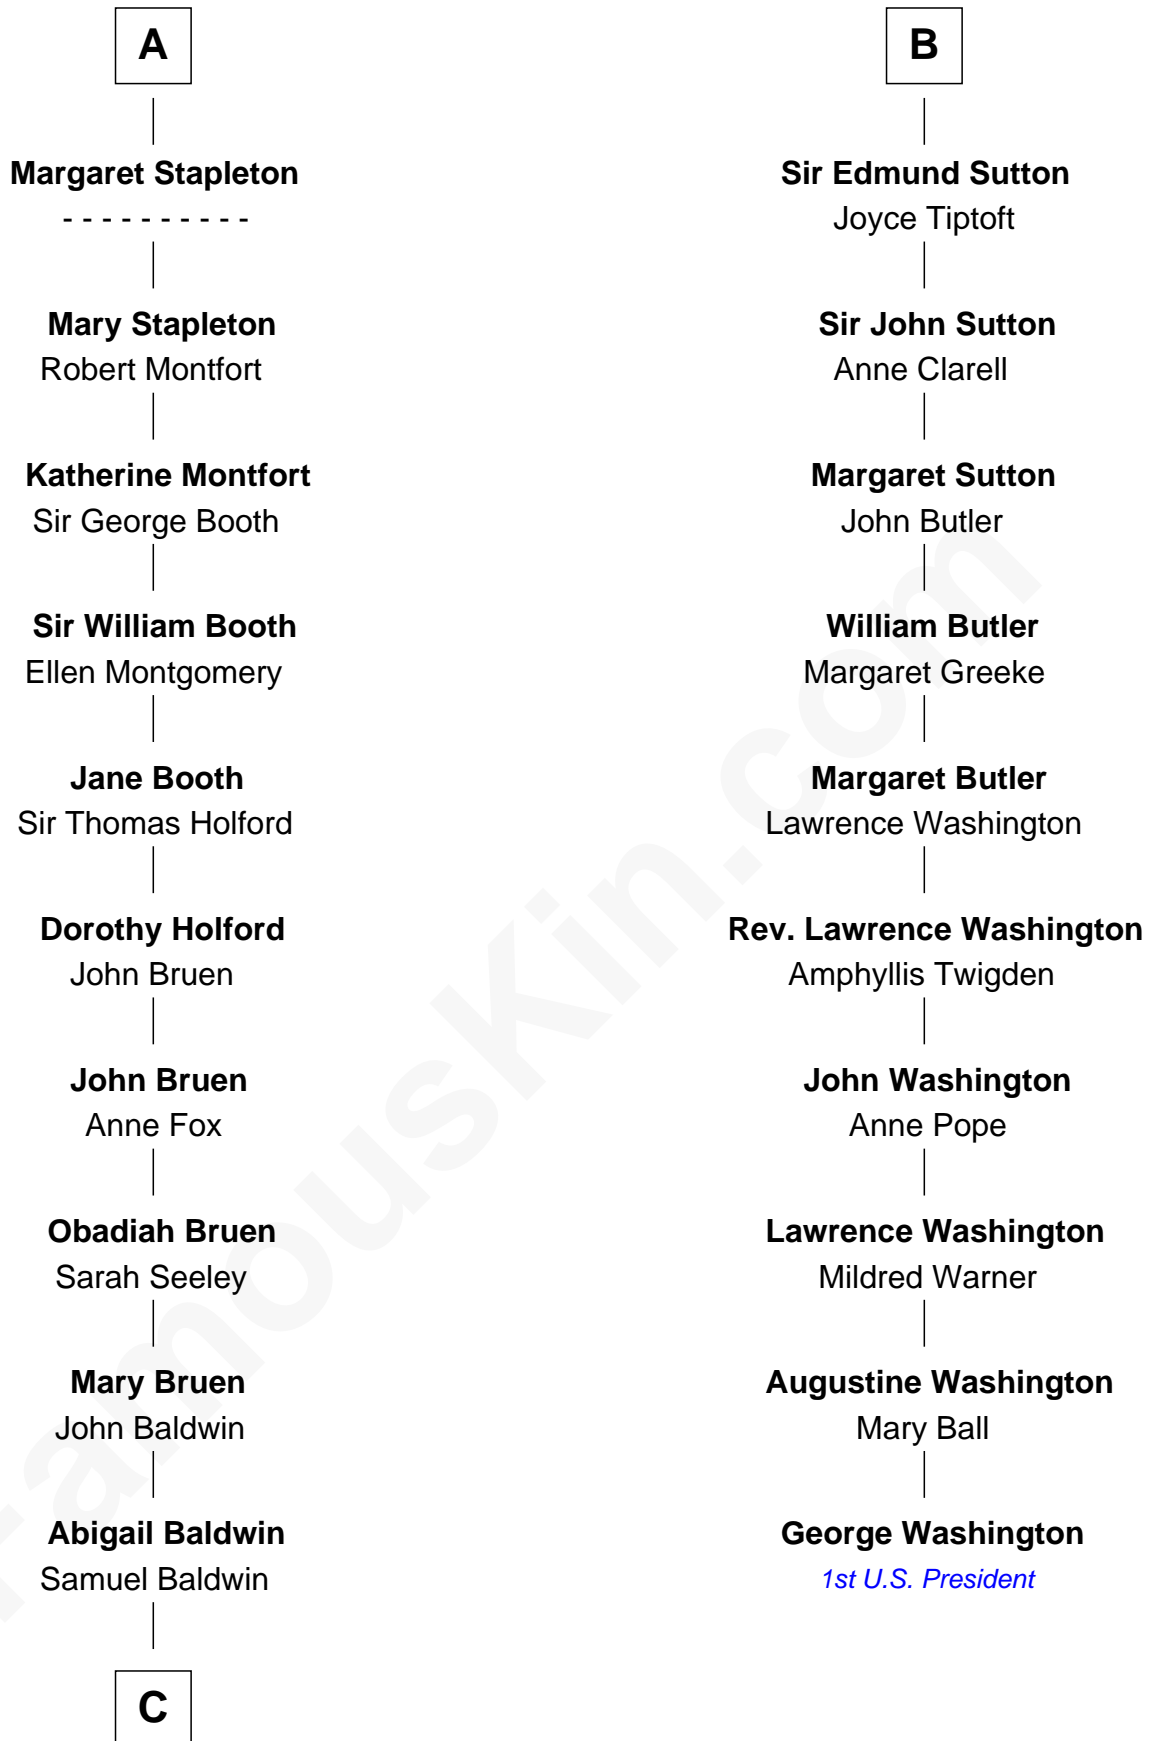 A
Margaret Stapleton
- - - - - - - - - -
Mary Stapleton
Robert Montfort
Katherine Montfort
Sir George Booth
Sir William Booth
Ellen Montgomery
Jane Booth
Sir Thomas Holford
Dorothy Holford
John Bruen
John Bruen
Anne Fox
Obadiah Bruen
Sarah Seeley
Mary Bruen
John Baldwin
Abigail Baldwin
Samuel Baldwin
C
B
Sir Edmund Sutton
Joyce Tiptoft
Sir John Sutton
Anne Clarell
Margaret Sutton
John Butler
William Butler
Margaret Greeke
Margaret Butler
Lawrence Washington
Rev. Lawrence Washington
Amphyllis Twigden
John Washington
Anne Pope
Lawrence Washington
Mildred Warner
Augustine Washington
Mary Ball
George Washington
1st U.S. President
FamousKin.com